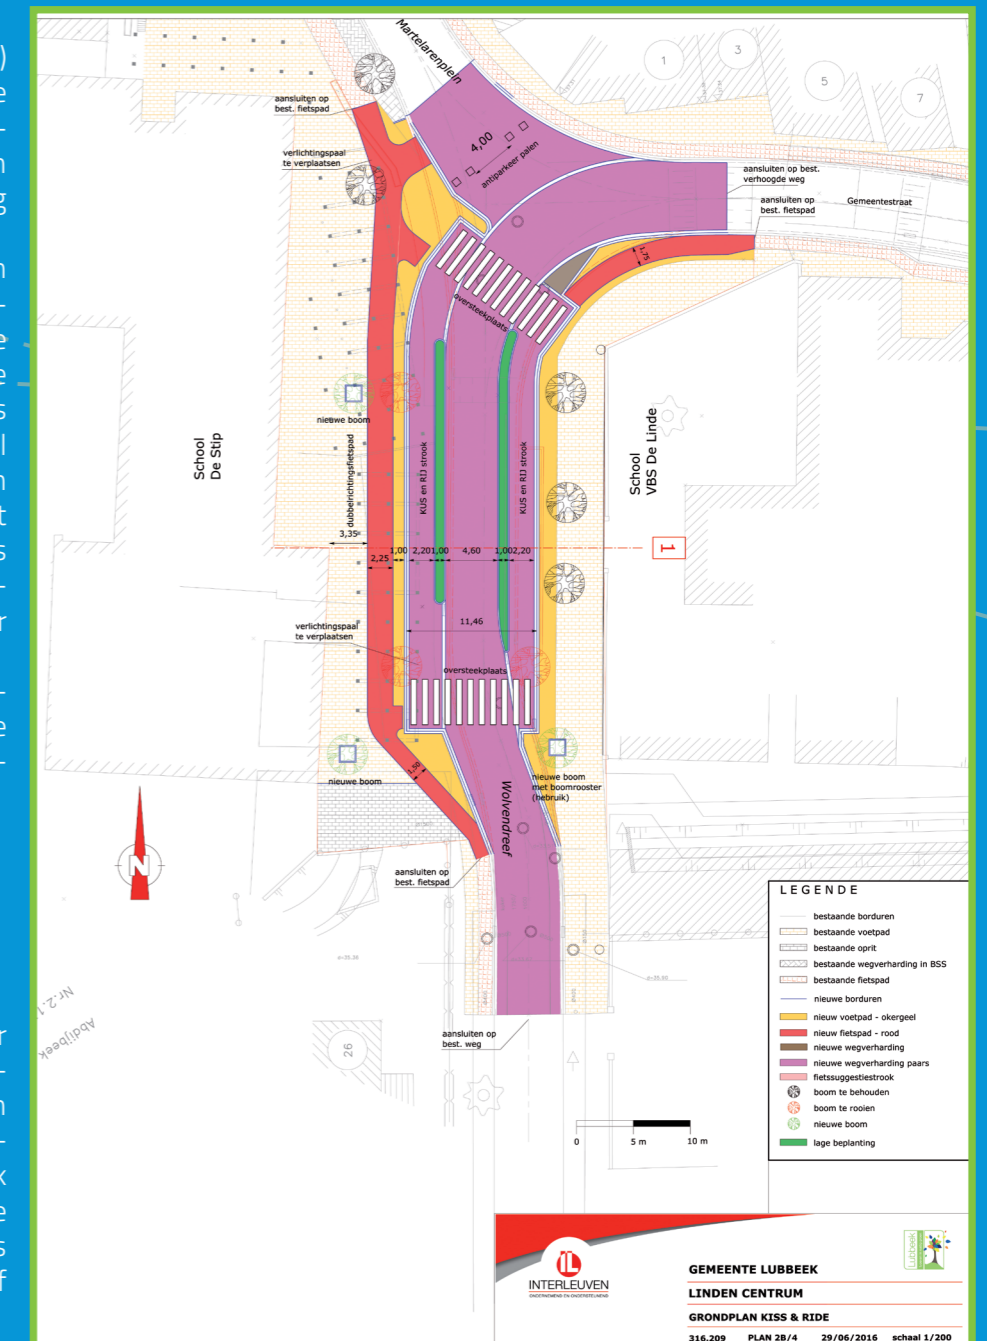 Martelarenplein
1
3
5
7
aansluiten op
best. fietspad
verlichtingspaal
te verplaatsen
4,00
antiparkeer palen
aansluiten op best.
verhoogde weg
Gemeentestraat
aansluiten op
best. fietspad
1,75
oversteekplaats
nieuwe boom
School
De Stip
dubbelrichtingsfietspad
KUS en RIJ strook
KUS en RIJ strook
School
VBS De Linde
3,35
2,25
1,00
2,20
1,00
4,60
1,00
2,20
1
11,46
verlichtingspaal
te verplaatsen
oversteekplaats
nieuwe boom
1,50
Wolvendreef
nieuwe boom
met boomrooster
(hebruik)
N
aansluiten op
best. fietspad
Abdijbeek
26
aansluiten op
best. weg
0 5 m 10 m
LEGENDE
bestaande borduren
bestaande voetpad
bestaande oprit
bestaande wegverharding in BSS
bestaande fietspad
nieuwe borduren
nieuw voetpad - okergeel
nieuw fietspad - rood
nieuwe wegverharding
nieuwe wegverharding paars
fietssuggestiestrook
boom te behouden
boom te rooien
nieuwe boom
lage beplanting
INTERLEUVEN
ONDERNEMEND EN ONDERSTEUNEND
Lubbeek
GEMEENTE LUBBEEK
LINDEN CENTRUM
GRONDPLAN KISS & RIDE
316.209 PLAN 2B/4 29/06/2016 schaal 1/200